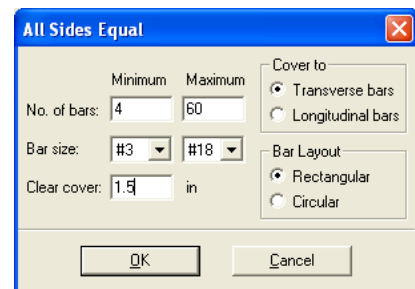 All Sides Equal
Minimum Maximum
No. of bars: 4 60
Bar size: #3 #18
Clear cover: 1.5 in
Cover to
Transverse bars
Longitudinal bars
Bar Layout
Rectangular
Circular
OK Cancel